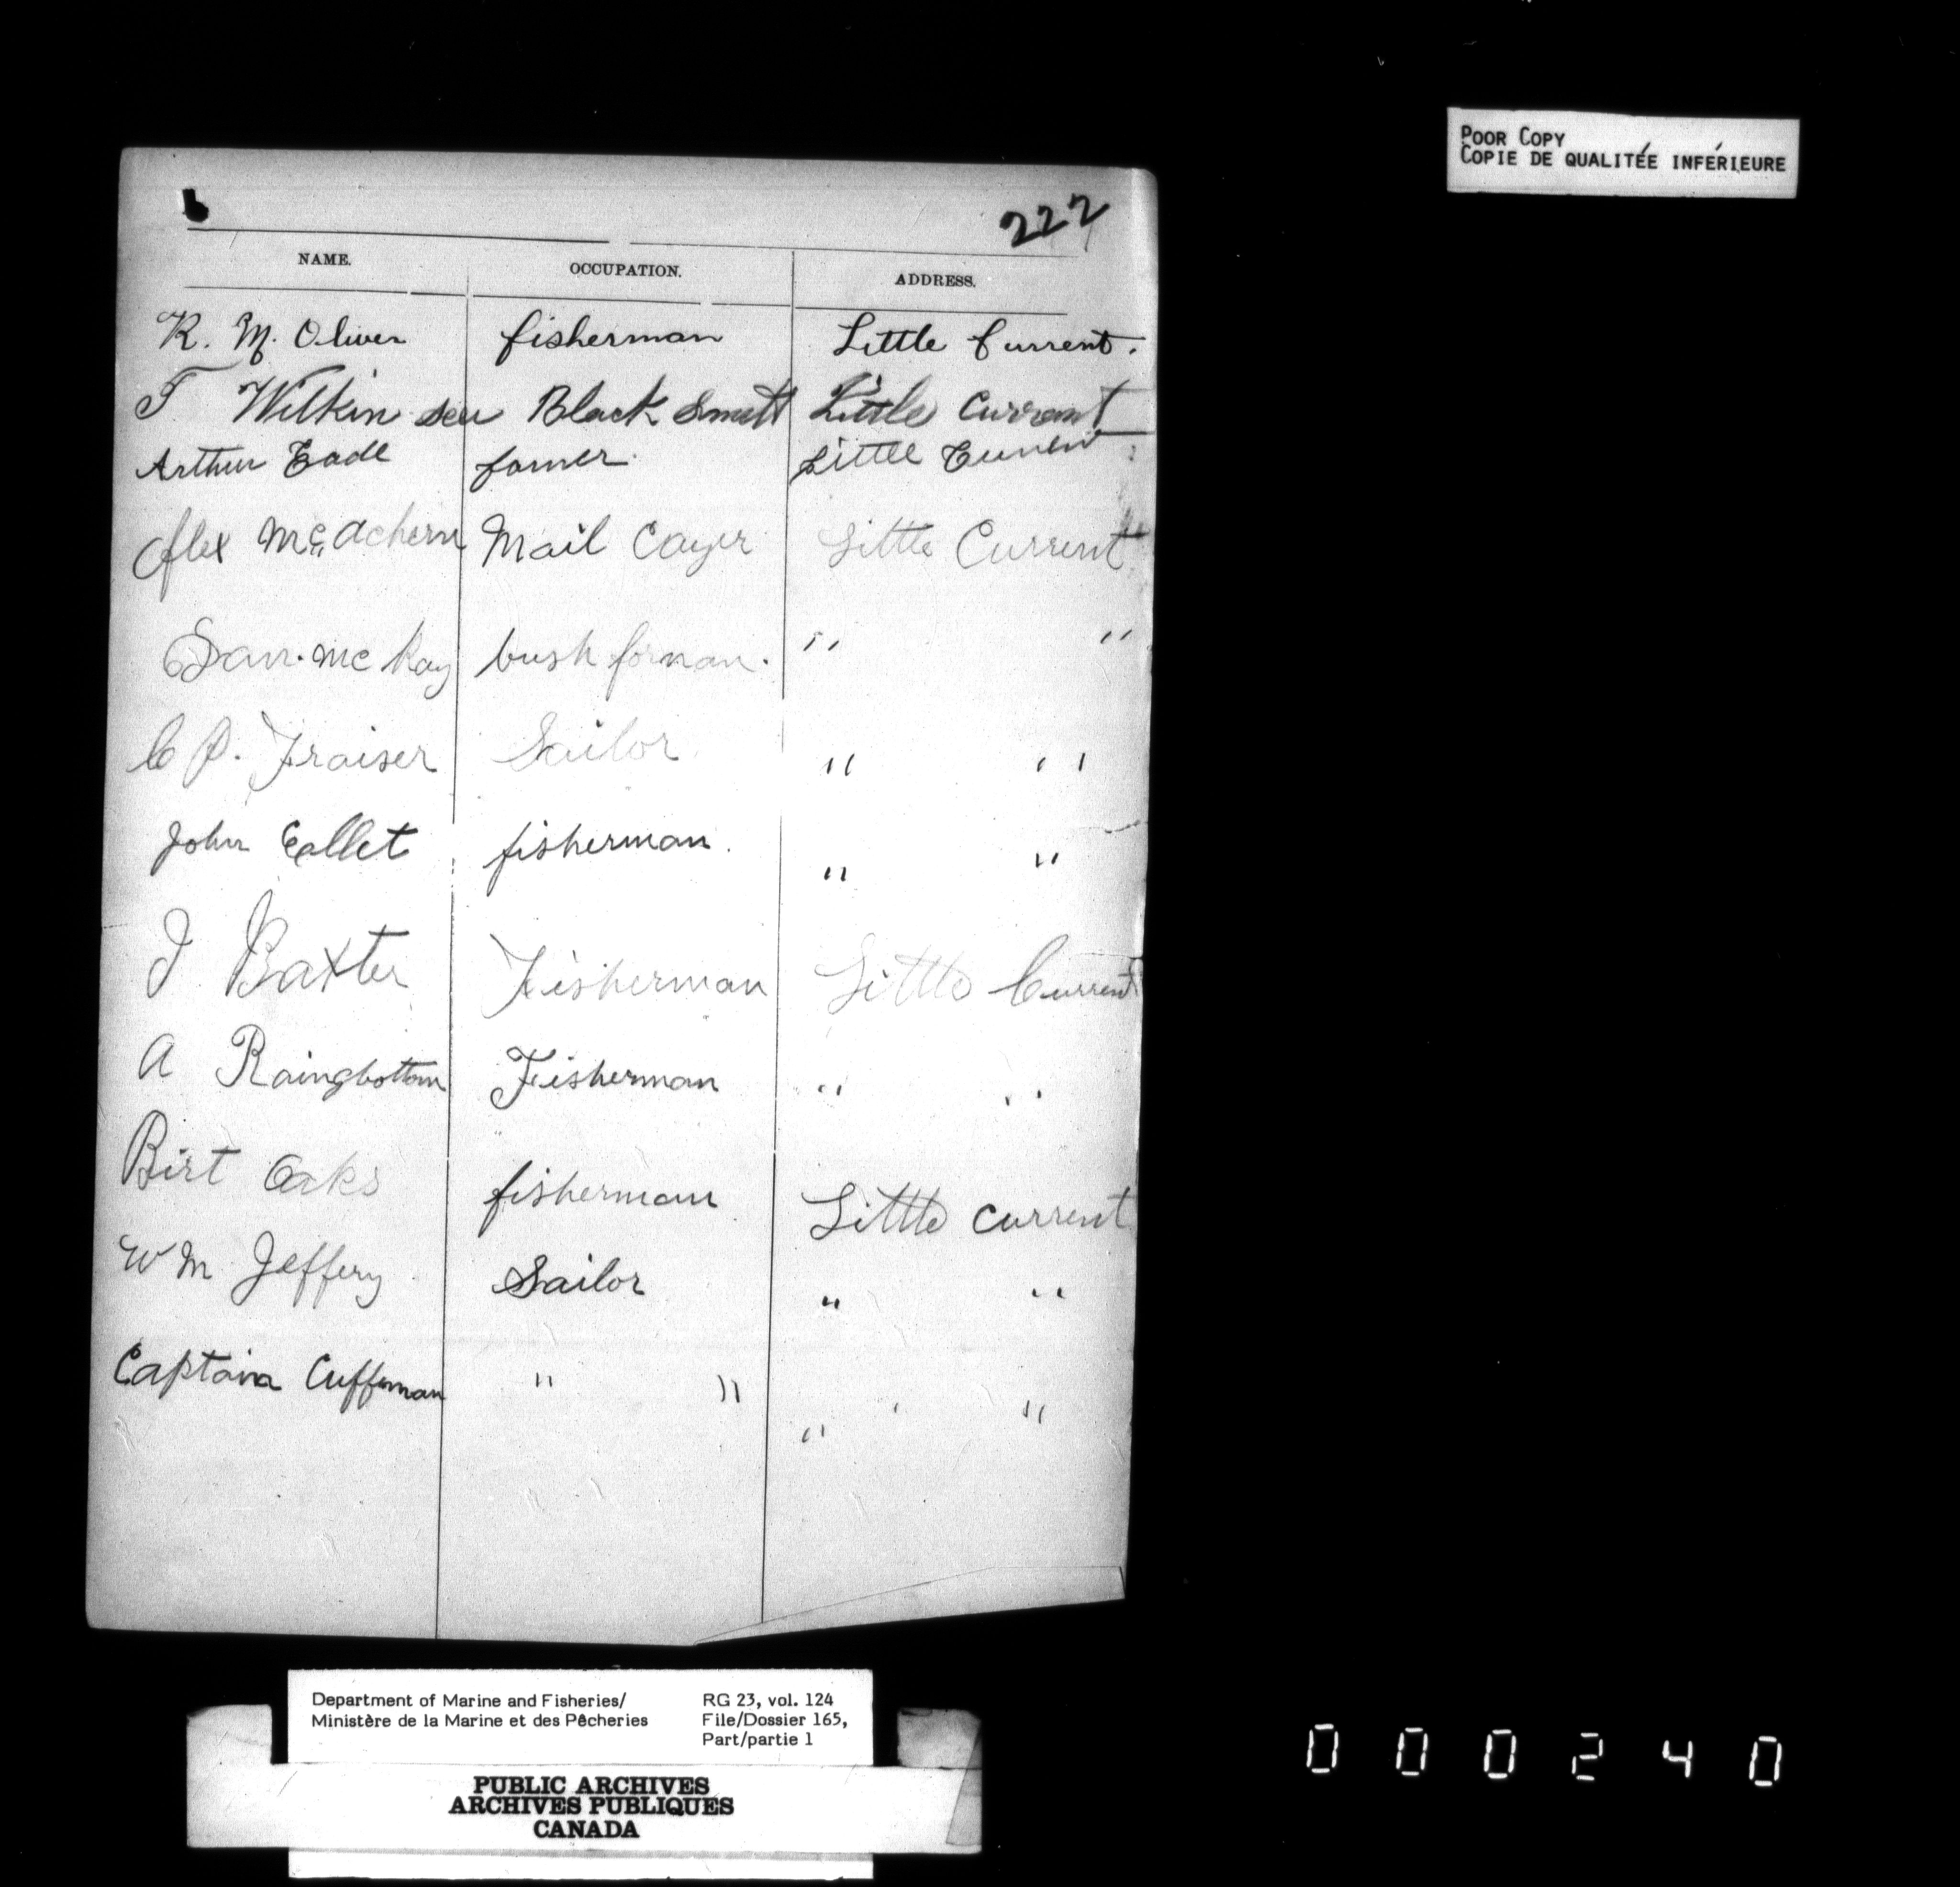 POOR COPY
COPIE DE QUALITÉE INFÉRIEURE
222
NAME. OCCUPATION. ADDRESS.
R. M. Oliver fisherman Little Current.
T Wilkin sen Black Smitt Little Current
Arthur Eade farmer. Little Current
Alex McAchern Mail Cayer Little Current
Dan. McKay bush forman. " "
C P. Fraiser Sailor " "
John Collet fisherman. " "
J Baxter Fisherman Little Current
A Raingbottom Fisherman " "
Birt Oaks fisherman Little current
Wm Jeffery Sailor " "
Captain Cuffman " " " "
Department of Marine and Fisheries/ RG 23, vol. 124
Ministère de la Marine et des Pêcheries File/Dossier 165,
Part/partie 1
PUBLIC ARCHIVES
ARCHIVES PUBLIQUES
CANADA
000240